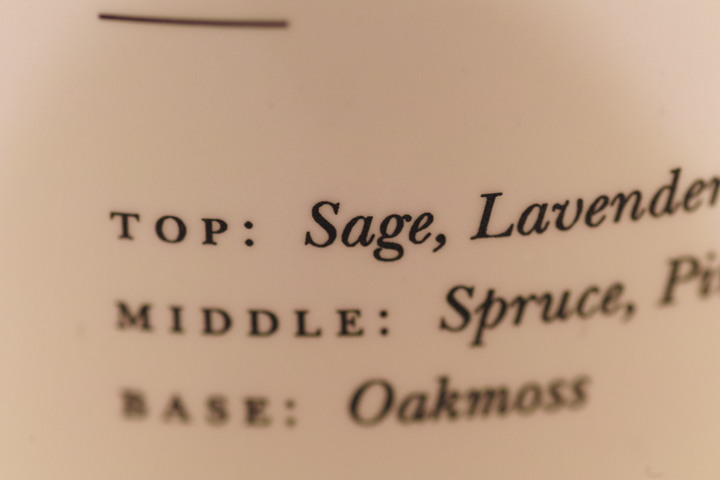 TOP: Sage, Lavender
MIDDLE: Spruce,
BASE: Oakmoss